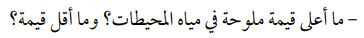 - ما أعلى قيمة ملوحة في مياه المحيطات؟ وما أقل قيمة؟